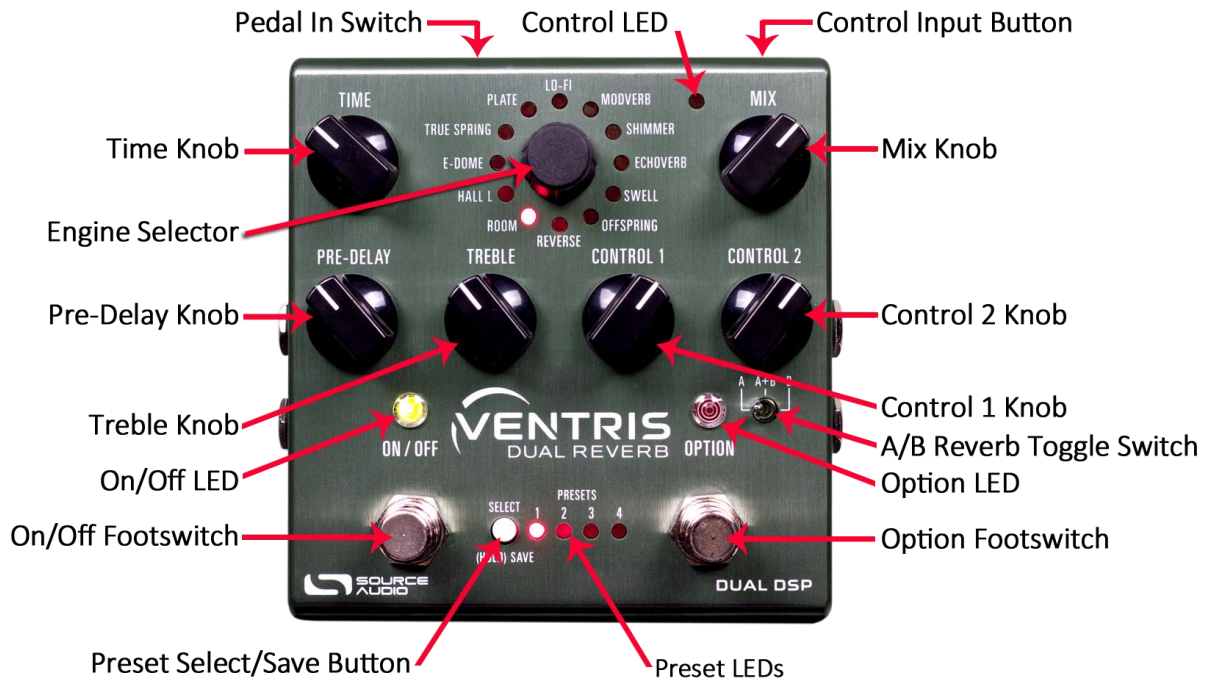 Pedal In Switch
Control LED
Control Input Button
LO-FI
TIME
PLATE
MODVERB
MIX
TRUE SPRING
SHIMMER
Time Knob
Mix Knob
E-DOME
ECHOVERB
HALL L
SWELL
Engine Selector
ROOM
OFFSPRING
REVERSE
PRE-DELAY
TREBLE
CONTROL 1
CONTROL 2
Pre-Delay Knob
Control 2 Knob
A
A+B
B
Control 1 Knob
Treble Knob
VENTRIS
DUAL REVERB
ON / OFF
OPTION
A/B Reverb Toggle Switch
On/Off LED
Option LED
SELECT
PRESETS
1 2 3 4
On/Off Footswitch
Option Footswitch
(HOLD) SAVE
SOURCE
AUDIO
DUAL DSP
Preset Select/Save Button
Preset LEDs